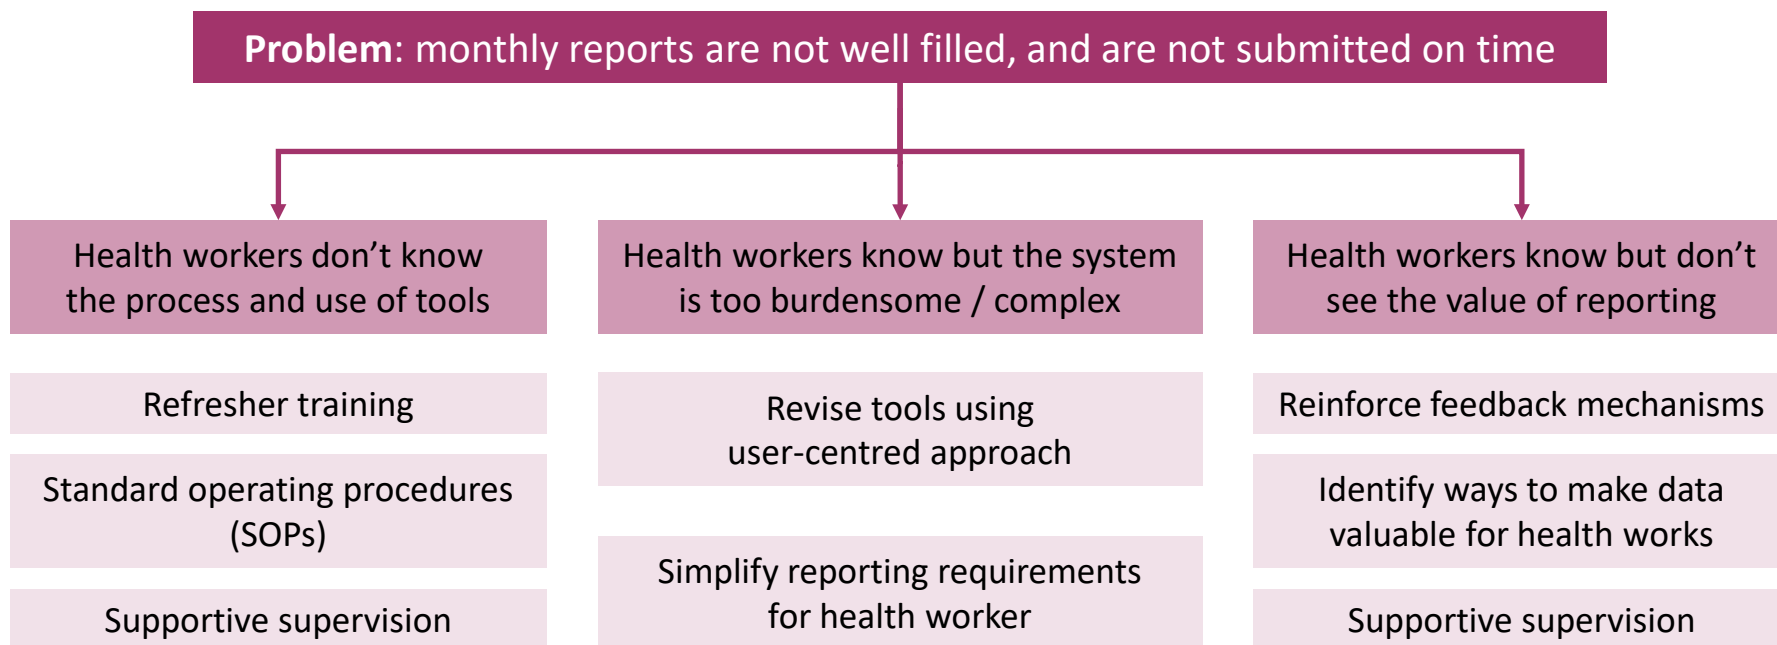 Problem: monthly reports are not well filled, and are not submitted on time
Health workers don’t know
the process and use of tools
Refresher training
Standard operating procedures
(SOPs)
Supportive supervision
Health workers know but the system
is too burdensome / complex
Revise tools using
user-centred approach
Simplify reporting requirements
for health worker
Health workers know but don’t
see the value of reporting
Reinforce feedback mechanisms
Identify ways to make data
valuable for health works
Supportive supervision